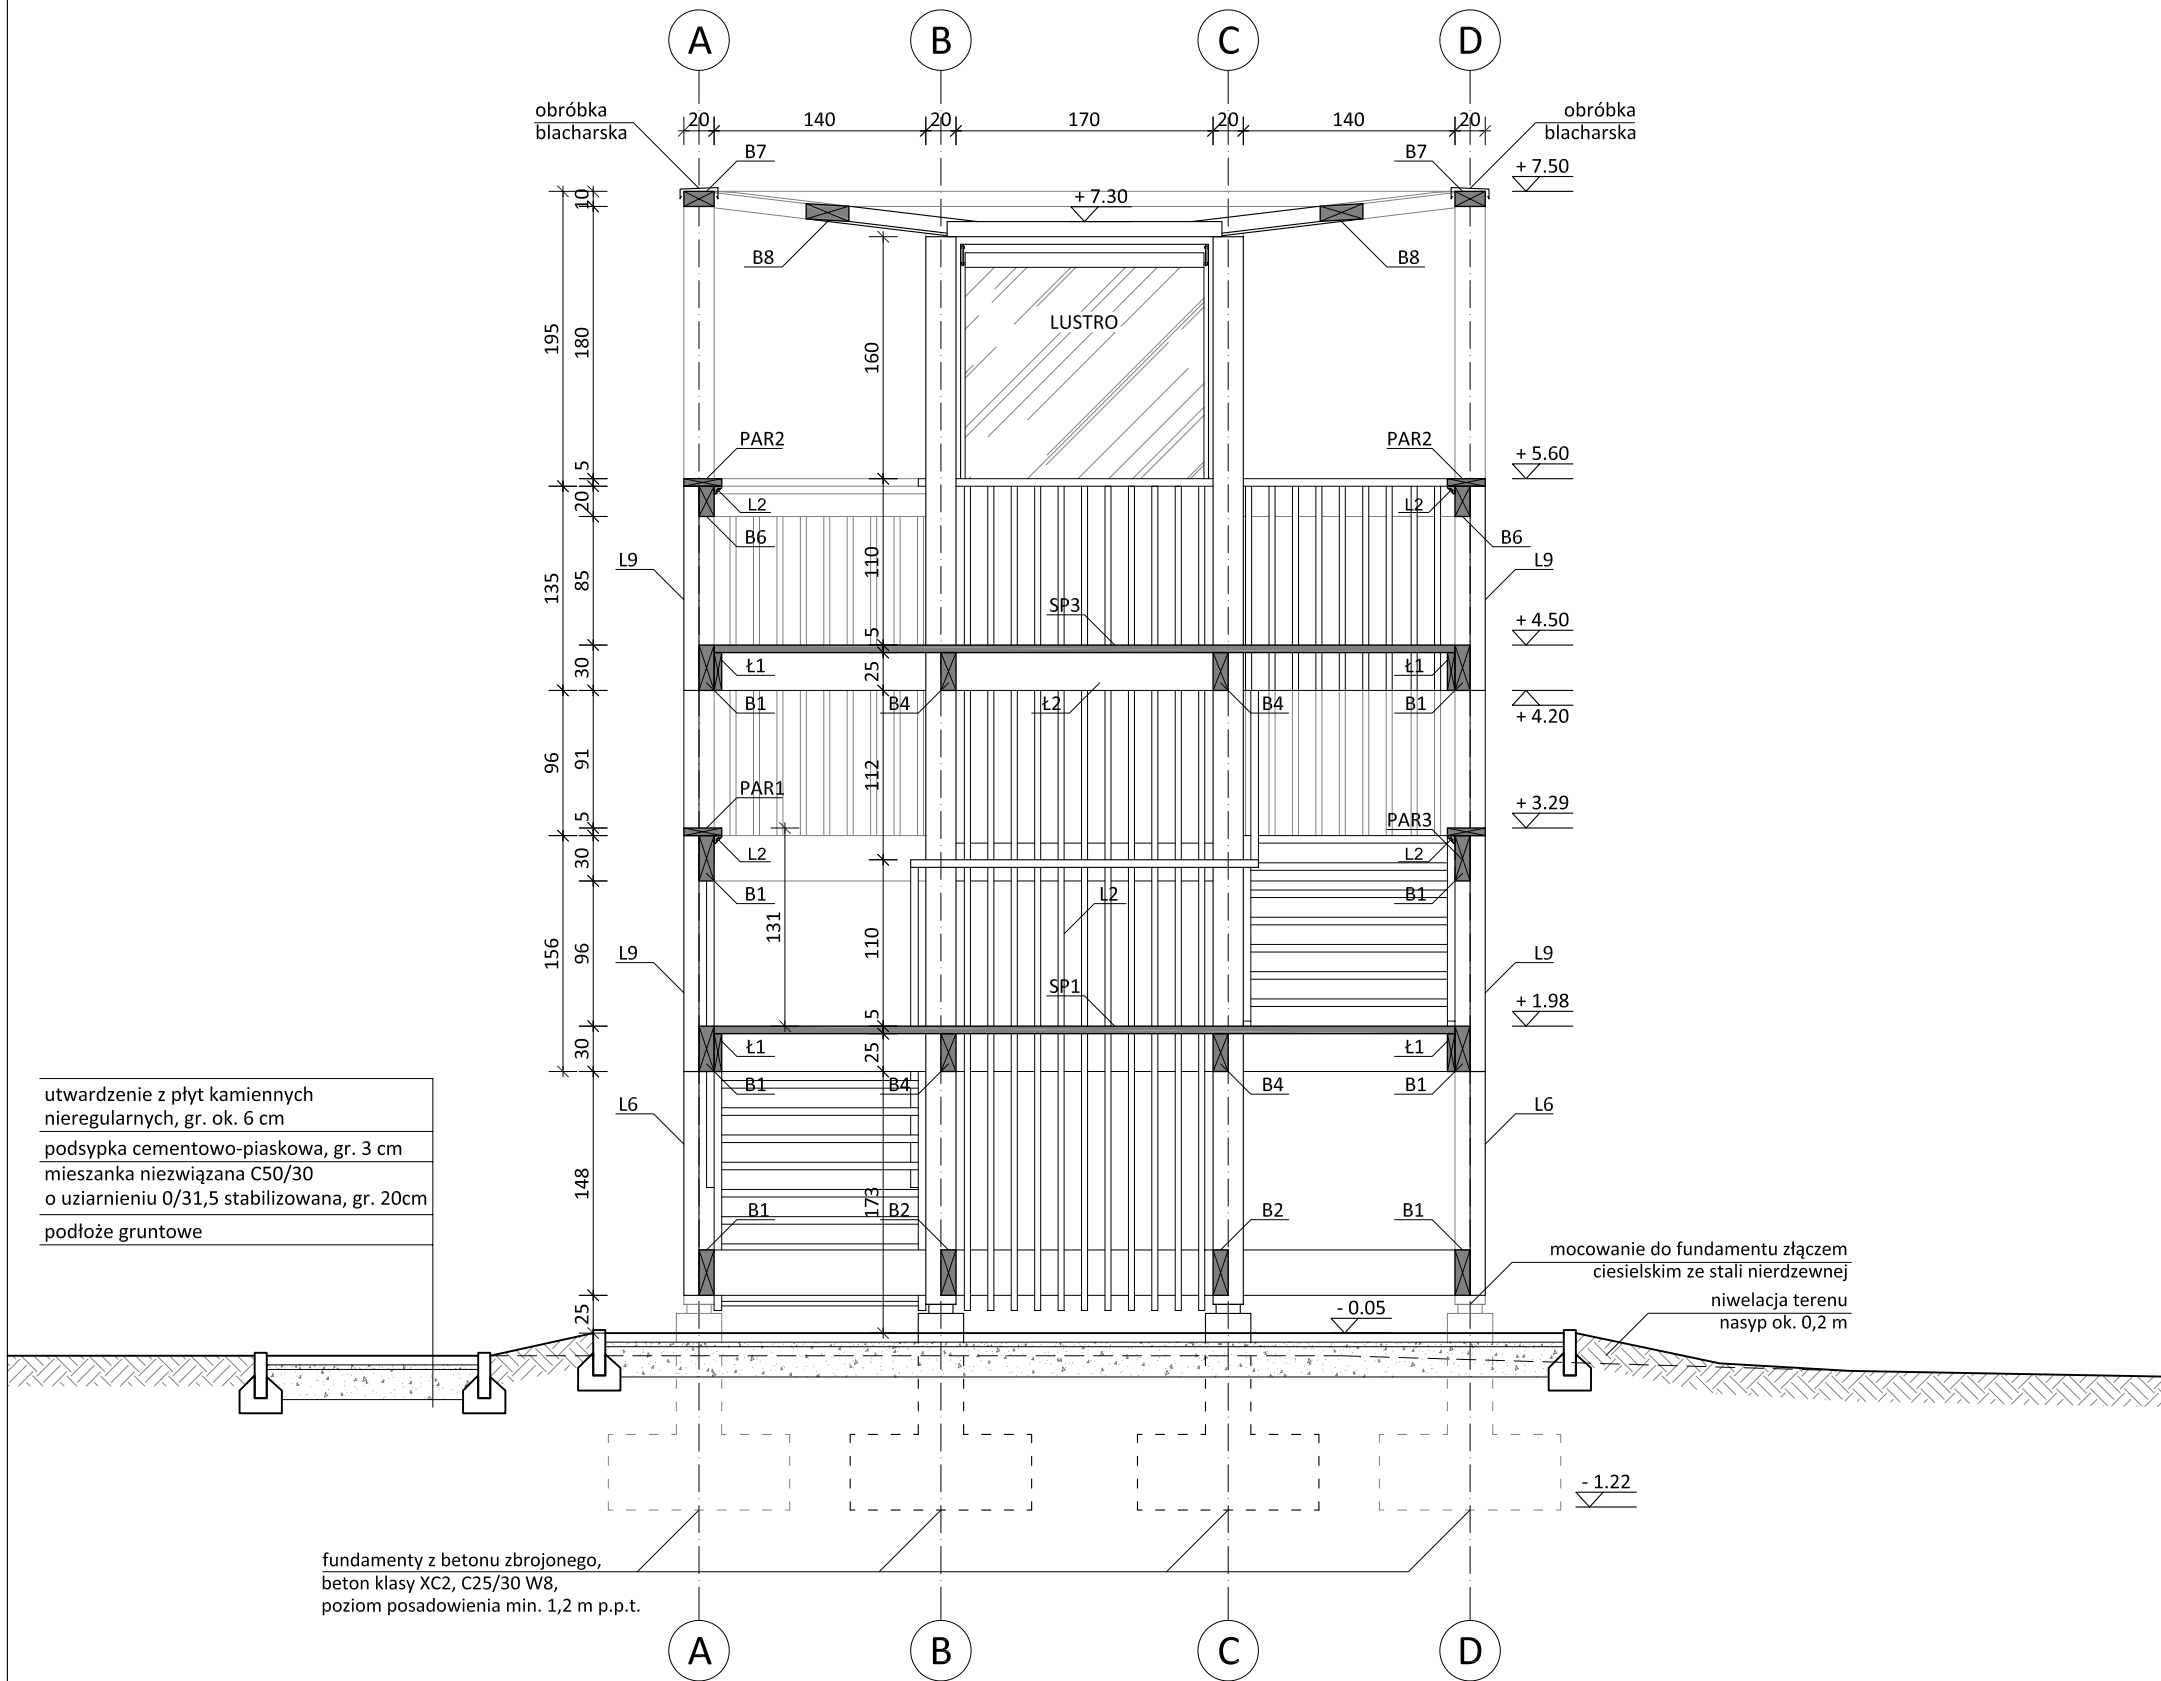 A B C D
obróbka
blacharska
20 140 20 170 20 140 20
obróbka
blacharska
B7
B7
+ 7.50
+ 7.30
10
B8
B8
195
180
160
LUSTRO
PAR2
PAR2
+ 5.60
5
20
L2
L2
B6
B6
L9
L9
135
85
110
SP3
+ 4.50
5
30
25
Ł1
Ł1
B1
B4
Ł2
B4
B1
+ 4.20
96
91
112
PAR1
+ 3.29
5
PAR3
30
L2
L2
B1
B1
L2
131
156
96
110
L9
L9
SP1
+ 1.98
5
30
25
Ł1
Ł1
B1
B4
B4
B1
L6
L6
utwardzenie z płyt kamiennych
nieregularnych, gr. ok. 6 cm
podsypka cementowo-piaskowa, gr. 3 cm
mieszanka niezwiązana C50/30
o uziarnieniu 0/31,5 stabilizowana, gr. 20cm
podłoże gruntowe
148
173
B1
B2
B2
B1
mocowanie do fundamentu złączem
ciesielskim ze stali nierdzewnej
niwelacja terenu
nasyp ok. 0,2 m
25
- 0.05
- 1.22
fundamenty z betonu zbrojonego,
beton klasy XC2, C25/30 W8,
poziom posadowienia min. 1,2 m p.p.t.
A B C D